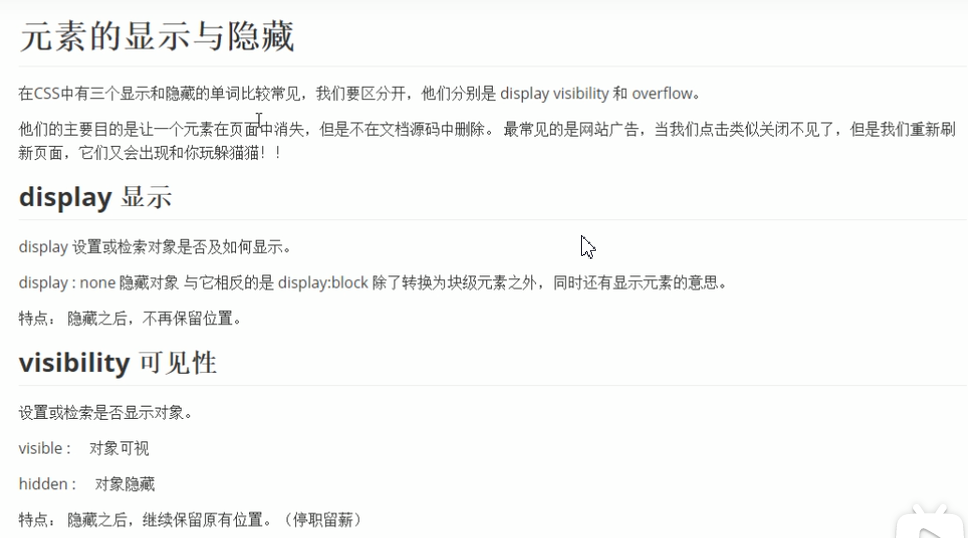 元素的显示与隐藏
在CSS中有三个显示和隐藏的单词比较常见，我们要区分开，他们分别是 display visibility 和 overflow。
他们的主要目的是让一个元素在页面中消失，但是不在文档源码中删除。 最常见的是网站广告，当我们点击类似关闭不见了，但是我们重新刷
新页面，它们又会出现和你玩躲猫猫！！
display 显示
display 设置或检索对象是否及如何显示。
display : none 隐藏对象 与它相反的是 display:block 除了转换为块级元素之外，同时还有显示元素的意思。
特点： 隐藏之后，不再保留位置。
visibility 可见性
设置或检索是否显示对象。
visible : 对象可视
hidden : 对象隐藏
特点： 隐藏之后，继续保留原有位置。（停职留薪）